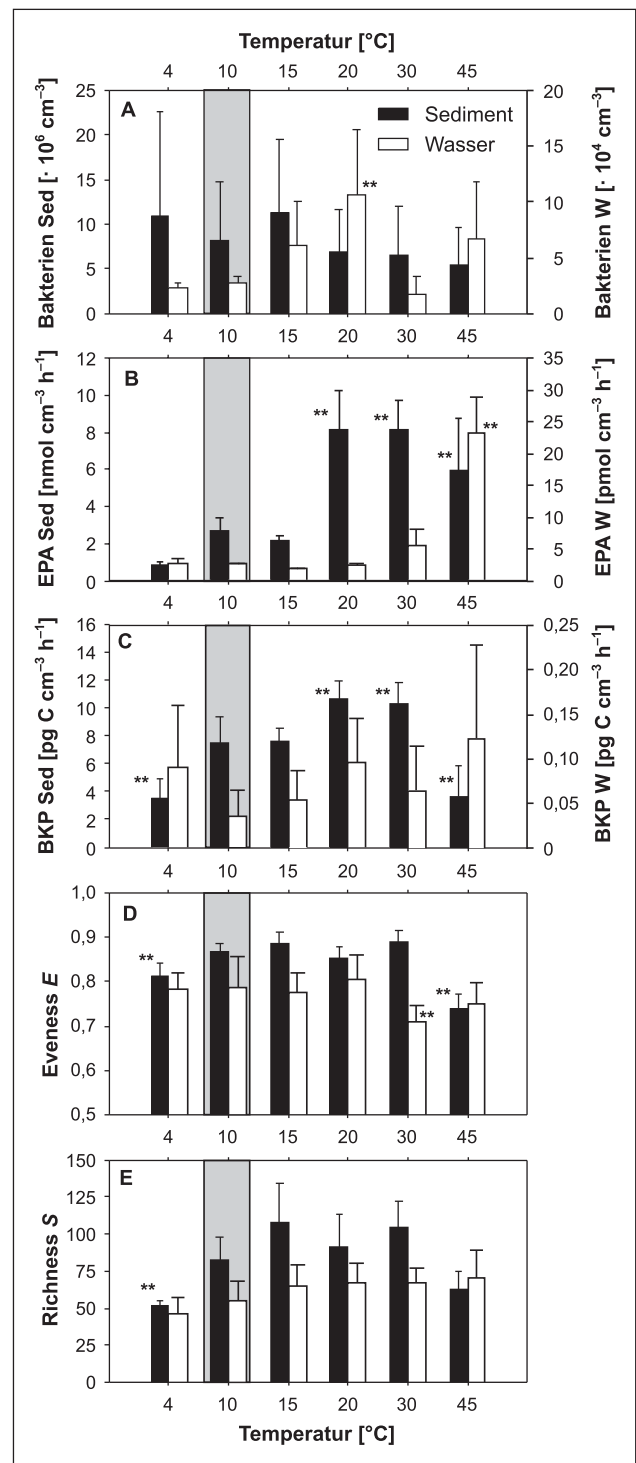 Temperatur [°C]
4 10 15 20 30 45
A
Sediment
Wasser
Bakterien Sed [· 10⁶ cm⁻³]
25
20
15
10
5
0
**
Bakterien W [· 10⁴ cm⁻³]
20
15
10
5
0
4 10 15 20 30 45
B
EPA Sed [nmol cm⁻³ h⁻¹]
12
10
8
6
4
2
0
** ** ** **
EPA W [pmol cm⁻³ h⁻¹]
35
30
25
20
15
10
5
0
4 10 15 20 30 45
C
BKP Sed [pg C cm⁻³ h⁻¹]
16
14
12
10
8
6
4
2
0
** ** ** **
BKP W [pg C cm⁻³ h⁻¹]
0,25
0,20
0,15
0,10
0,05
0
4 10 15 20 30 45
D
Eveness E
1,0
0,9
0,8
0,7
0,6
0,5
** ** **
4 10 15 20 30 45
E
Richness S
150
125
100
75
50
25
0
**
4 10 15 20 30 45
Temperatur [°C]